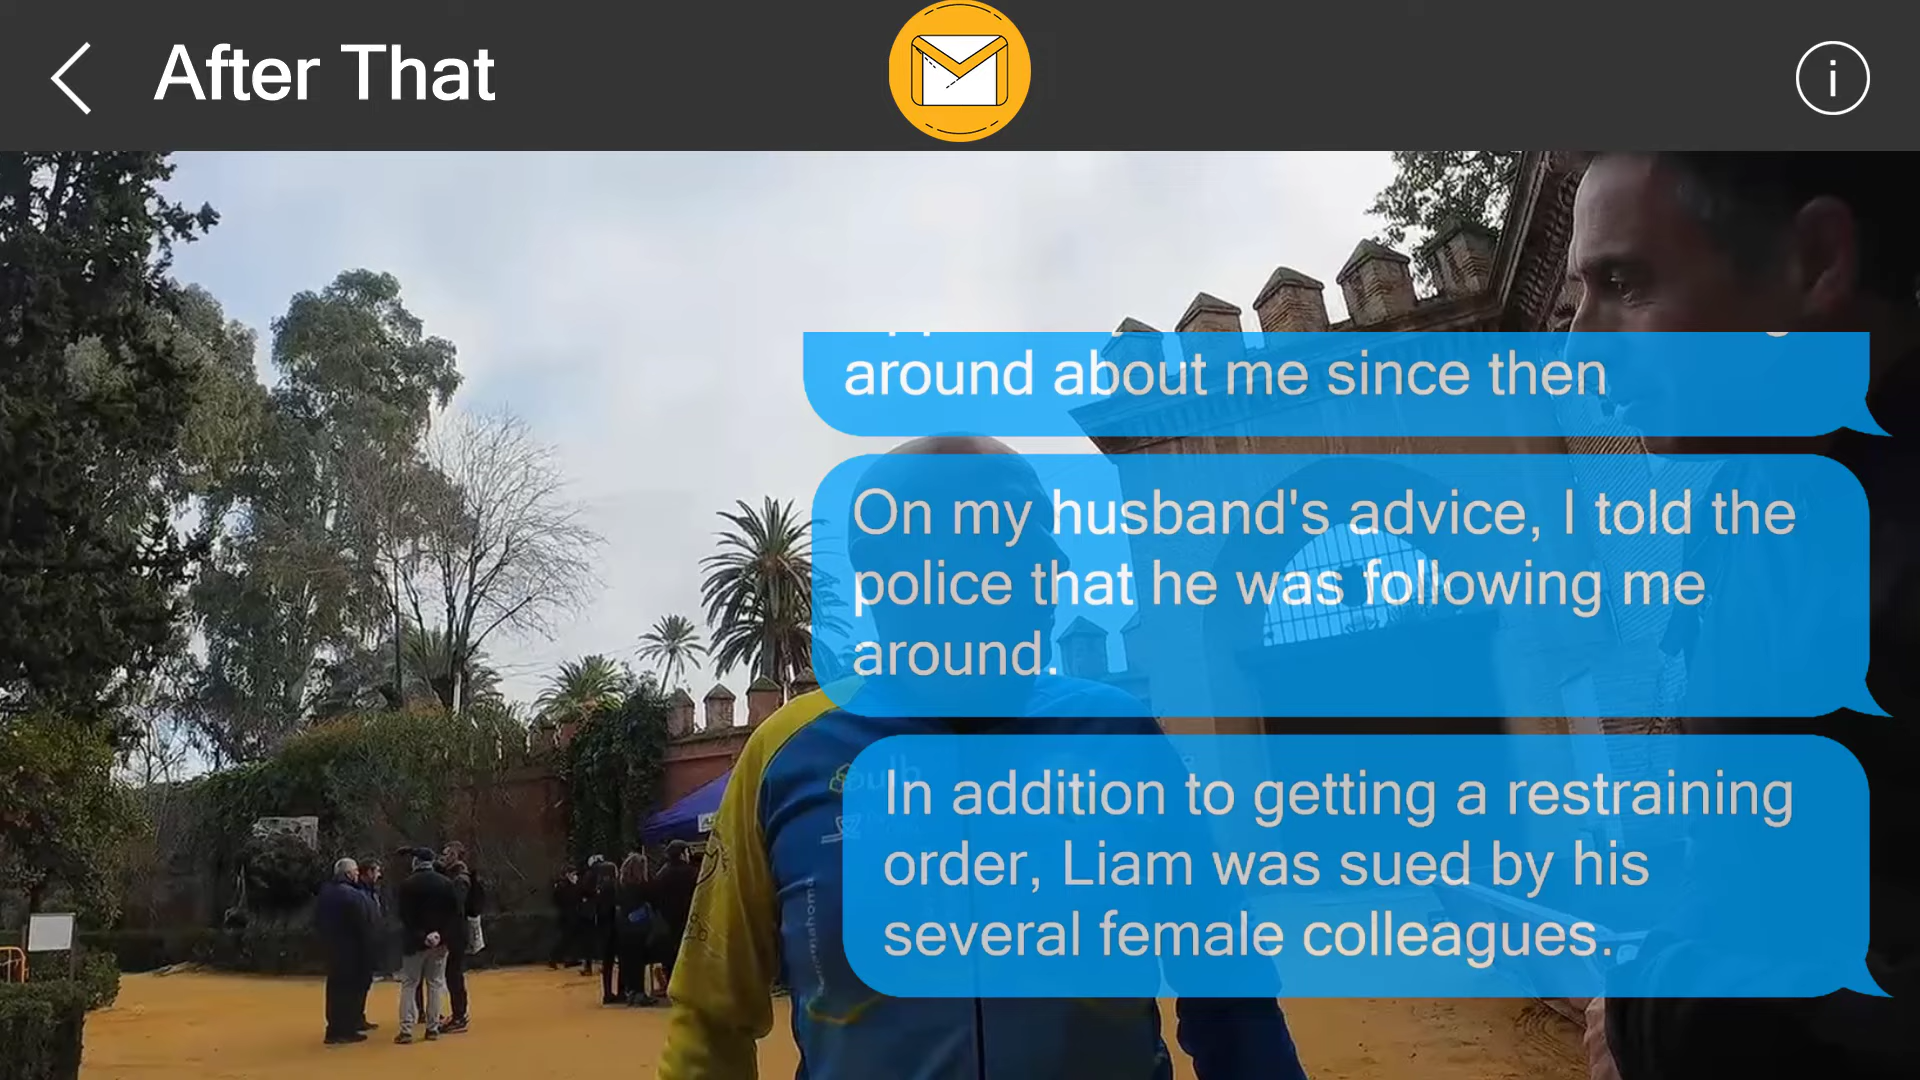 After That
around about me since then
On my husband's advice, I told the
police that he was following me
around.
In addition to getting a restraining
order, Liam was sued by his
several female colleagues.